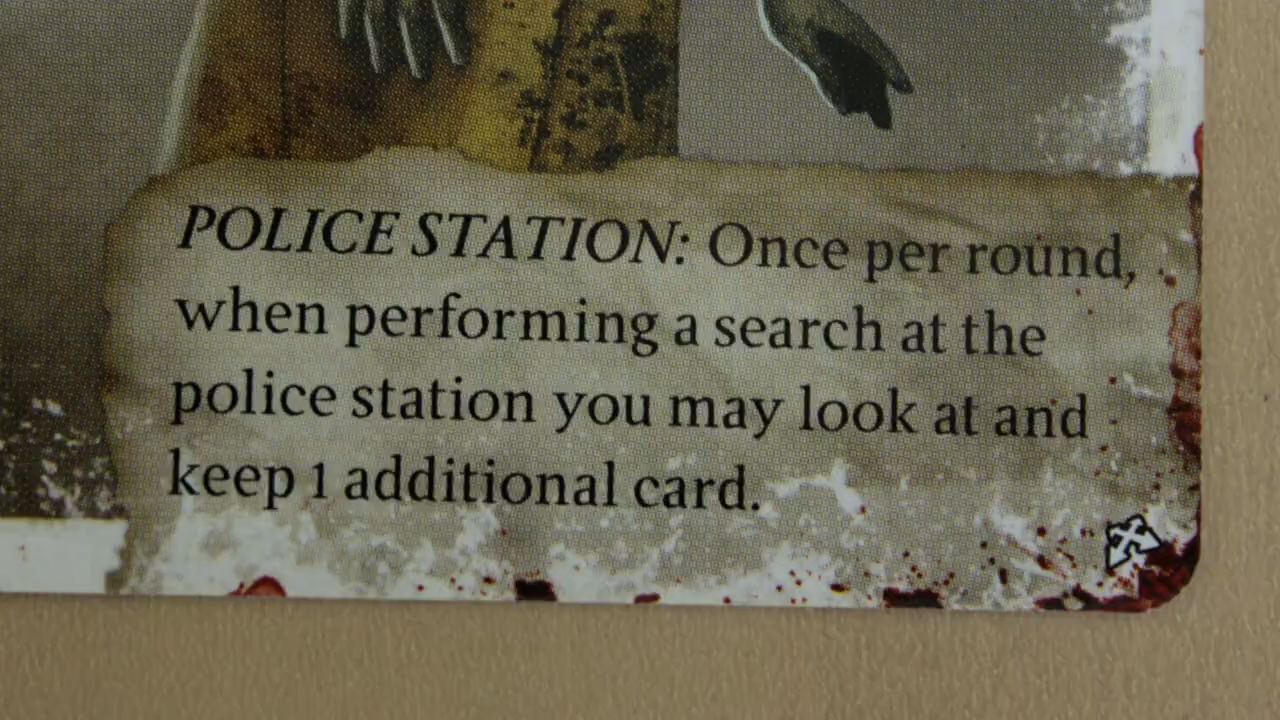 POLICE STATION: Once per round,
when performing a search at the
police station you may look at and
keep 1 additional card.